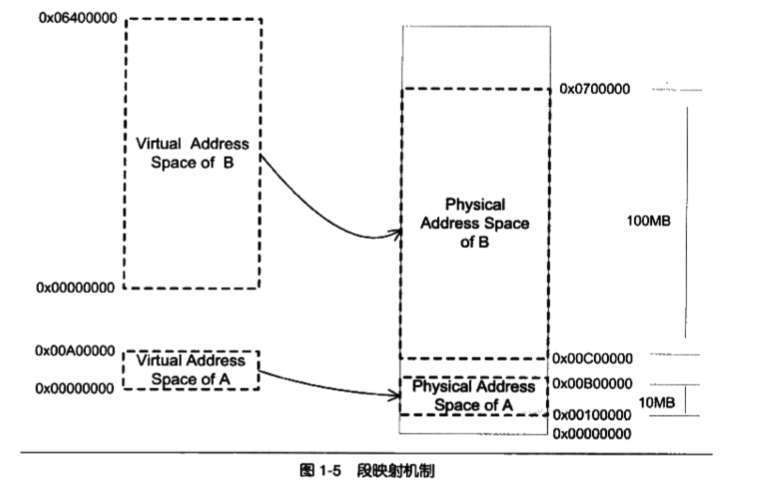 0x06400000
Virtual Address
Space of B
0x00000000
0x00A00000
Virtual Address
Space of A
0x00000000
0x0700000
Physical
Address Space
of B
100MB
0x00C00000
0x00B00000
Physical Address
Space of A
10MB
0x00100000
0x00000000
图 1-5 段映射机制